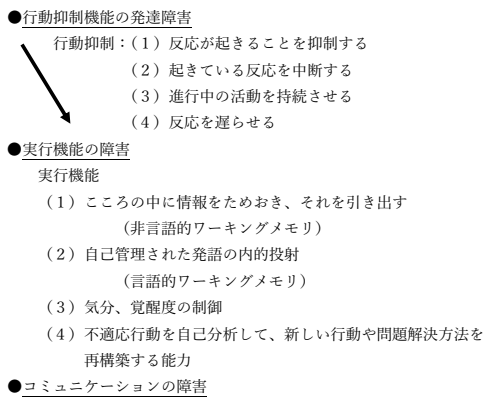 ●行動抑制機能の発達障害
行動抑制：（１）反応が起きることを抑制する
（２）起きている反応を中断する
（３）進行中の活動を持続させる
（４）反応を遅らせる
●実行機能の障害
実行機能
（１）こころの中に情報をためおき、それを引き出す
（非言語的ワーキングメモリ）
（２）自己管理された発語の内的投射
（言語的ワーキングメモリ）
（３）気分、覚醒度の制御
（４）不適応行動を自己分析して、新しい行動や問題解決方法を
再構築する能力
●コミュニケーションの障害